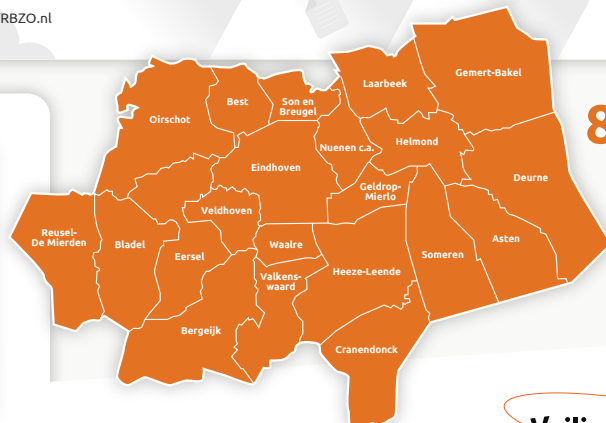 RBZO.nl
Gemert-Bakel
Laarbeek
Best
Son en
Breugel
Oirschot
8
Helmond
Nuenen c.a.
Eindhoven
Deurne
Geldrop-
Mierlo
Veldhoven
Reusel-
De Mierden
Bladel
Eersel
Waalre
Asten
Someren
Heeze-Leende
Valkens-
waard
Bergeijk
Cranendonck